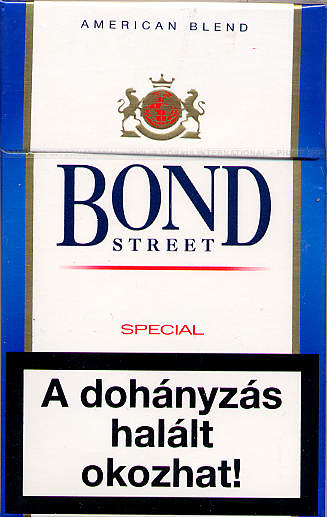 AMERICAN BLEND
BOND
STREET
SPECIAL
A dohányzás
halált
okozhat!